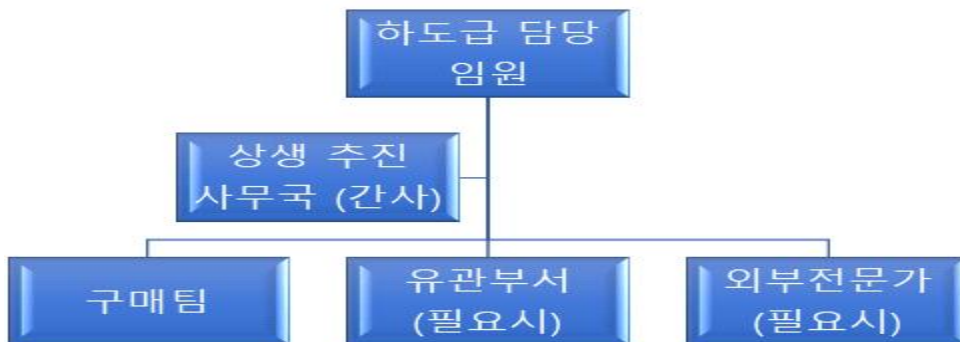 하도급 담당
임원
상생 추진
사무국 (간사)
구매팀
유관부서
(필요시)
외부전문가
(필요시)